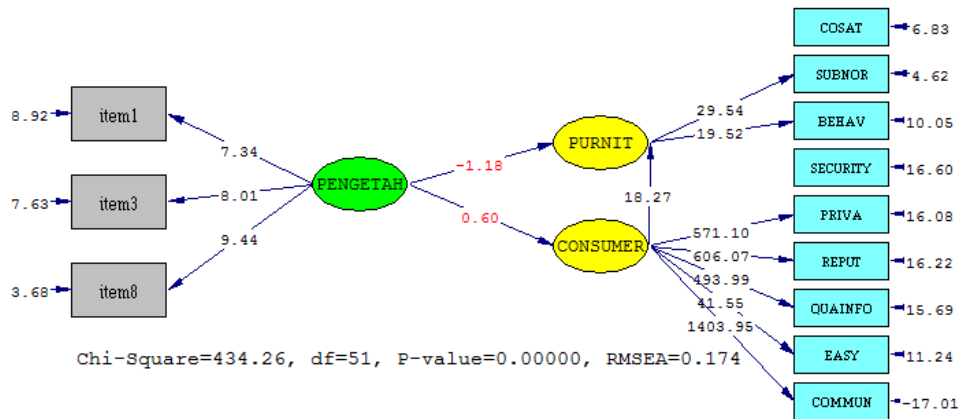 COSAT
6.83
SUBNOR
4.62
8.92
item1
29.54
BEHAV
10.05
7.34
PURNIT
19.52
-1.18
SECURITY
16.60
PENGETAH
7.63
item3
8.01
18.27
PRIVA
16.08
0.60
571.10
CONSUMER
606.07
REPUT
16.22
9.44
493.99
3.68
item8
41.55
QUAINFO
15.69
1403.95
Chi-Square=434.26, df=51, P-value=0.00000, RMSEA=0.174
EASY
11.24
COMMUN
-17.01